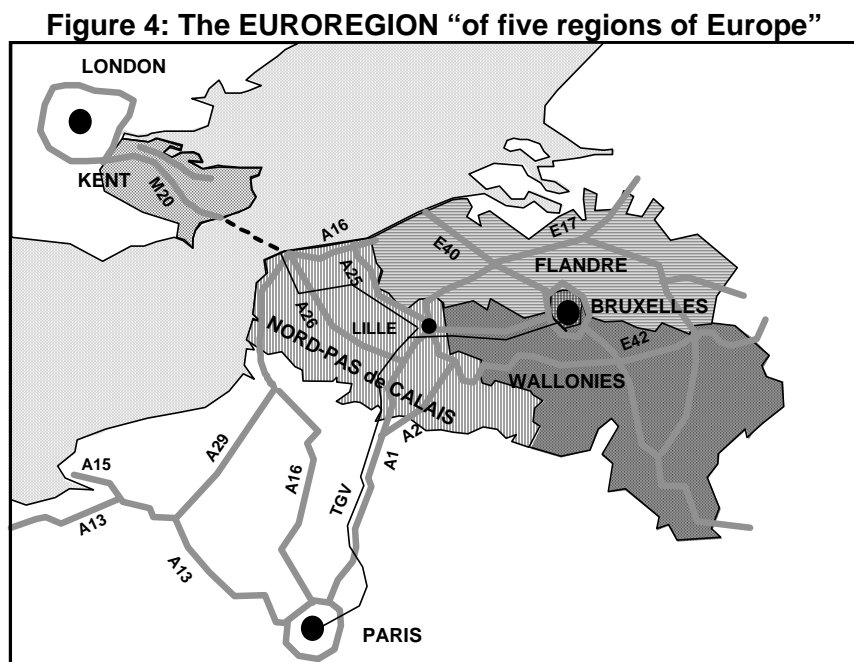 Figure 4: The EUROREGION “of five regions of Europe”
LONDON
KENT
M20
A16
E17
E40
FLANDRE
A25
BRUXELLES
A26
LILLE
E42
NORD-PAS de CALAIS
WALLONIES
A2
A29
A1
A15
A16
TGV
A13
A13
PARIS